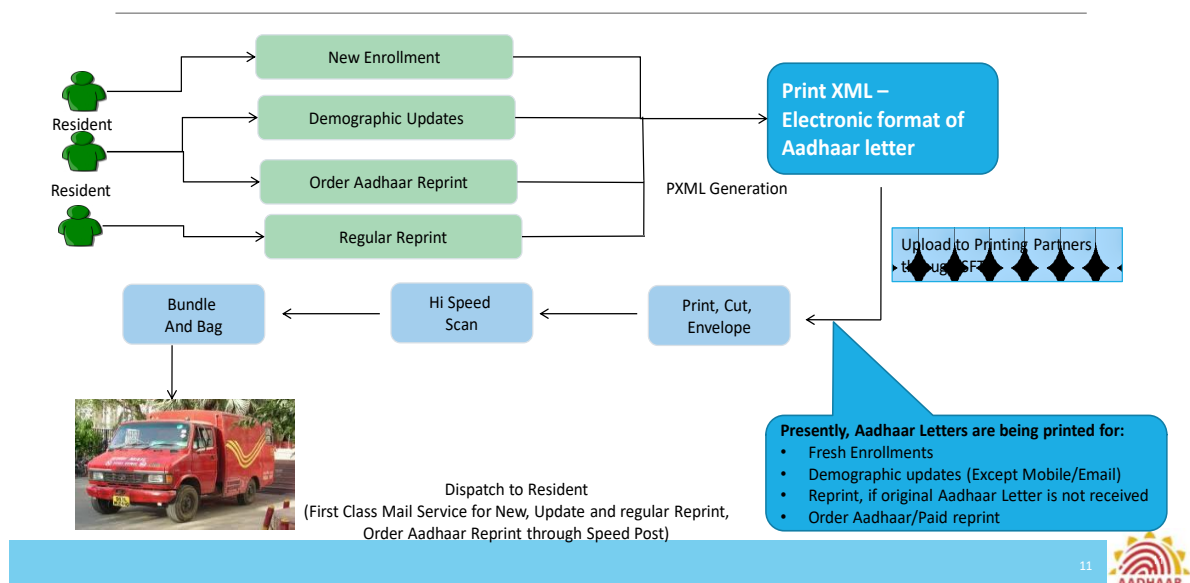 New Enrollment
Resident
Demographic Updates
Resident
Order Aadhaar Reprint
Regular Reprint
PXML Generation
Print XML –
Electronic format of
Aadhaar letter
Upload to Printing Partners
Print, Cut,
Envelope
Hi Speed
Scan
Bundle
And Bag
Presently, Aadhaar Letters are being printed for:
• Fresh Enrollments
• Demographic updates (Except Mobile/Email)
• Reprint, if original Aadhaar Letter is not received
• Order Aadhaar/Paid reprint
Dispatch to Resident
(First Class Mail Service for New, Update and regular Reprint,
Order Aadhaar Reprint through Speed Post)
11
AADHAAR